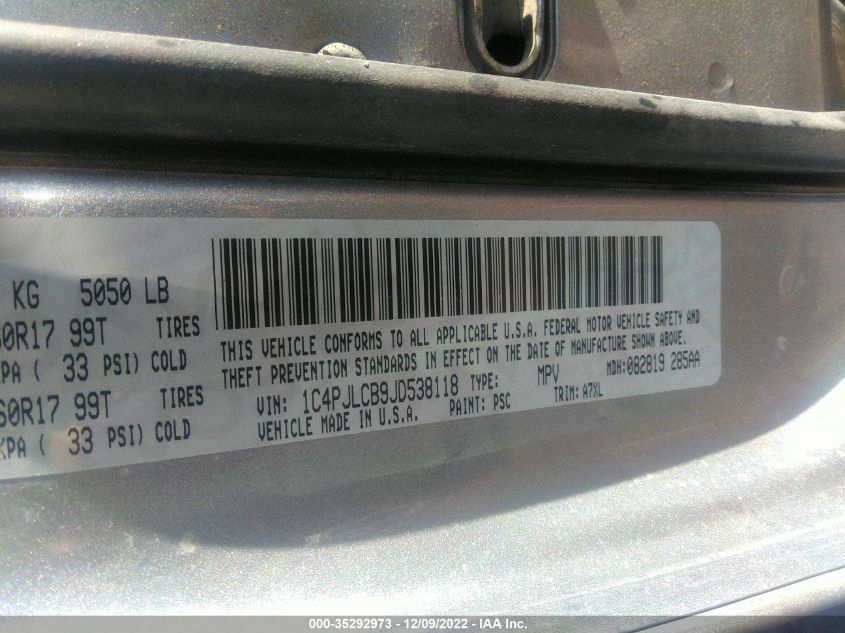 KG 5050 LB
0R17 99T TIRES
KPA ( 33 PSI) COLD
60R17 99T TIRES
KPA ( 33 PSI) COLD
THIS VEHICLE CONFORMS TO ALL APPLICABLE U.S.A. FEDERAL MOTOR VEHICLE SAFETY AND
THEFT PREVENTION STANDARDS IN EFFECT ON THE DATE OF MANUFACTURE SHOWN ABOVE.
VIN: 1C4PJLCB9JD538118 TYPE: MPV MDH:082819 285AA
VEHICLE MADE IN U.S.A. PAINT: PSC TRIM: A7XL
000-35292973 - 12/09/2022 - IAA Inc.